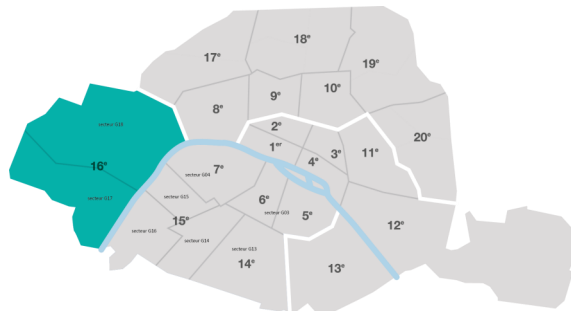 18e
17e
19e
10e
9e
8e
secteur G18
2e
20e
1er
3e
11e
4e
16e
7e
secteur G04
secteur G17
secteur G15
6e
secteur G03
5e
15e
12e
secteur G16
secteur G14
secteur G13
14e
13e